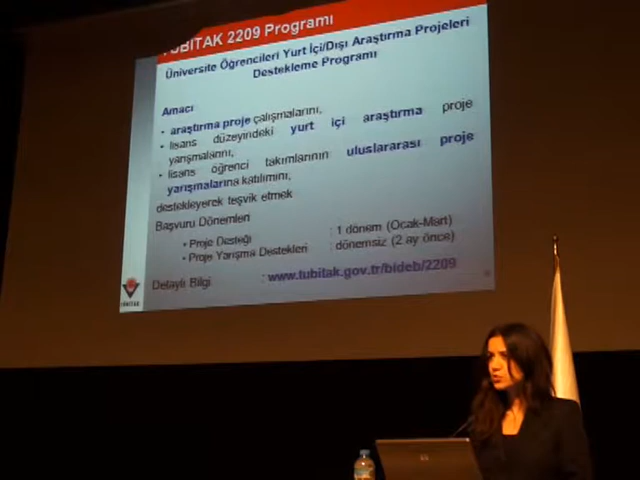 TUBITAK 2209 Programı
Üniversite Öğrencileri Yurt İçi/Dışı Araştırma Projeleri
Destekleme Programı
Amacı
• araştırma proje çalışmalarını,
• lisans düzeyindeki yurt içi araştırma proje
yarışmalarını,
• lisans öğrenci takımlarının uluslararası proje
yarışmalarına katılımını,
destekleyerek teşvik etmek
Başvuru Dönemleri
• Proje Desteği : 1 dönem (Ocak-Mart)
• Proje Yarışma Destekleri : dönemsiz (2 ay önce)
Detaylı Bilgi : www.tubitak.gov.tr/bideb/2209
TÜBİTAK